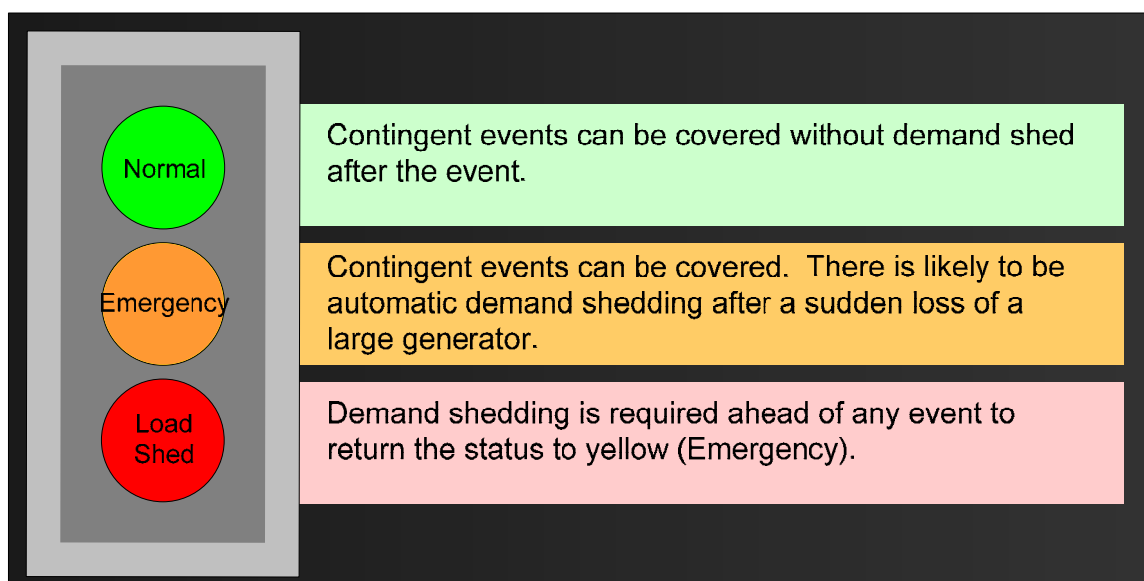 Normal
Contingent events can be covered without demand shed
after the event.
Emergency
Contingent events can be covered.  There is likely to be
automatic demand shedding after a sudden loss of a
large generator.
Load
Shed
Demand shedding is required ahead of any event to
return the status to yellow (Emergency).